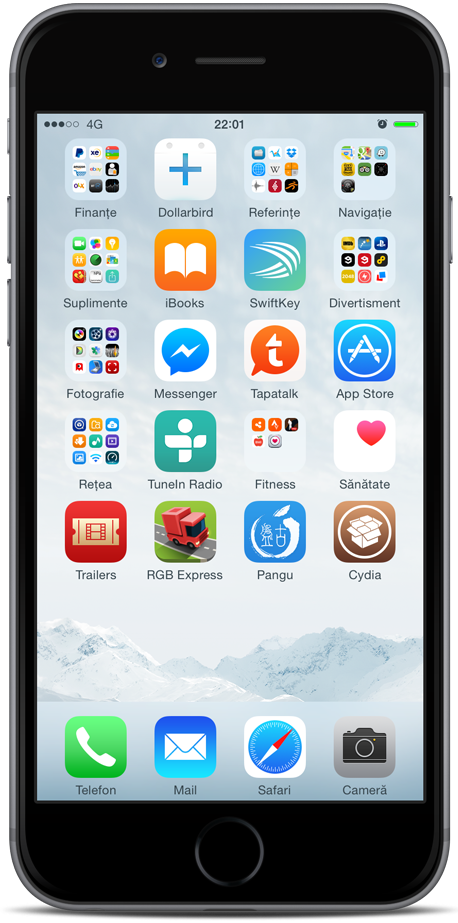 4G 22:01
Finanțe Dollarbird Referințe Navigație
Suplimente iBooks SwiftKey Divertisment
Fotografie Messenger Tapatalk App Store
Rețea TuneIn Radio Fitness Sănătate
Trailers RGB Express Pangu Cydia
Telefon Mail Safari Cameră